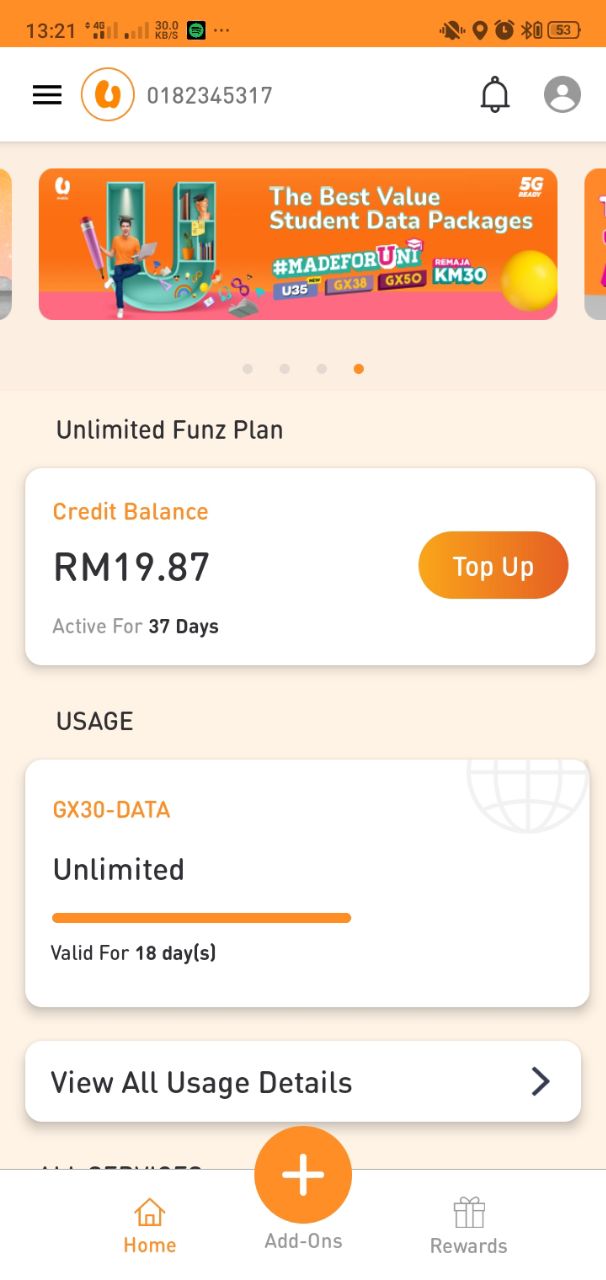 13:21 4G 30.0 KB/S ... 53
0182345317
The Best Value
Student Data Packages
5G
READY
#MADEFORUNI
U35 NEW GX38 GX50 REMAJA KM30
Unlimited Funz Plan
Credit Balance
RM19.87
Top Up
Active For 37 Days
USAGE
GX30-DATA
Unlimited
Valid For 18 day(s)
View All Usage Details
ALL SERVICES
Home
Add-Ons
Rewards